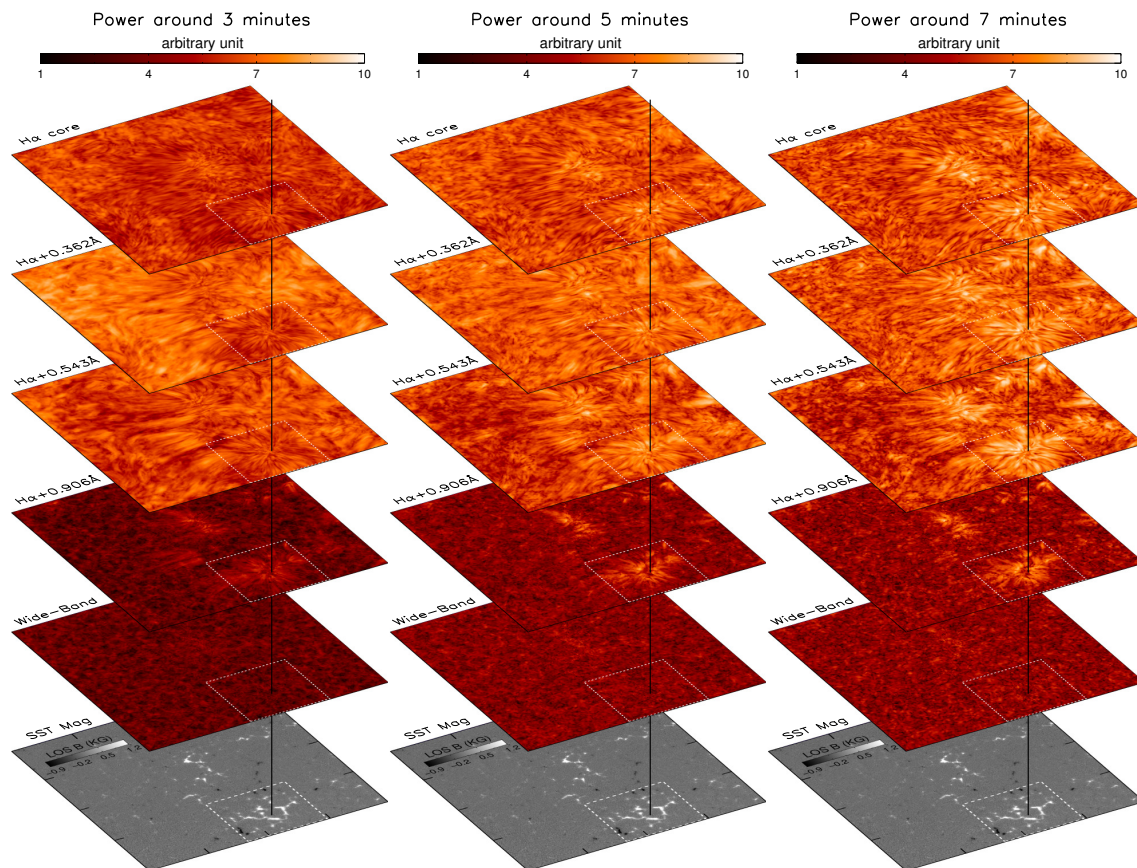 Power around 3 minutes
arbitrary unit
1 4 7 10
Hα core
Hα+0.362Å
Hα+0.543Å
Hα+0.906Å
Wide-Band
SST Mag
LOS B (KG)
-0.9 -0.2 0.5 1.2
Power around 5 minutes
arbitrary unit
1 4 7 10
Hα core
Hα+0.362Å
Hα+0.543Å
Hα+0.906Å
Wide-Band
SST Mag
LOS B (KG)
-0.9 -0.2 0.5 1.2
Power around 7 minutes
arbitrary unit
1 4 7 10
Hα core
Hα+0.362Å
Hα+0.543Å
Hα+0.906Å
Wide-Band
SST Mag
LOS B (KG)
-0.9 -0.2 0.5 1.2